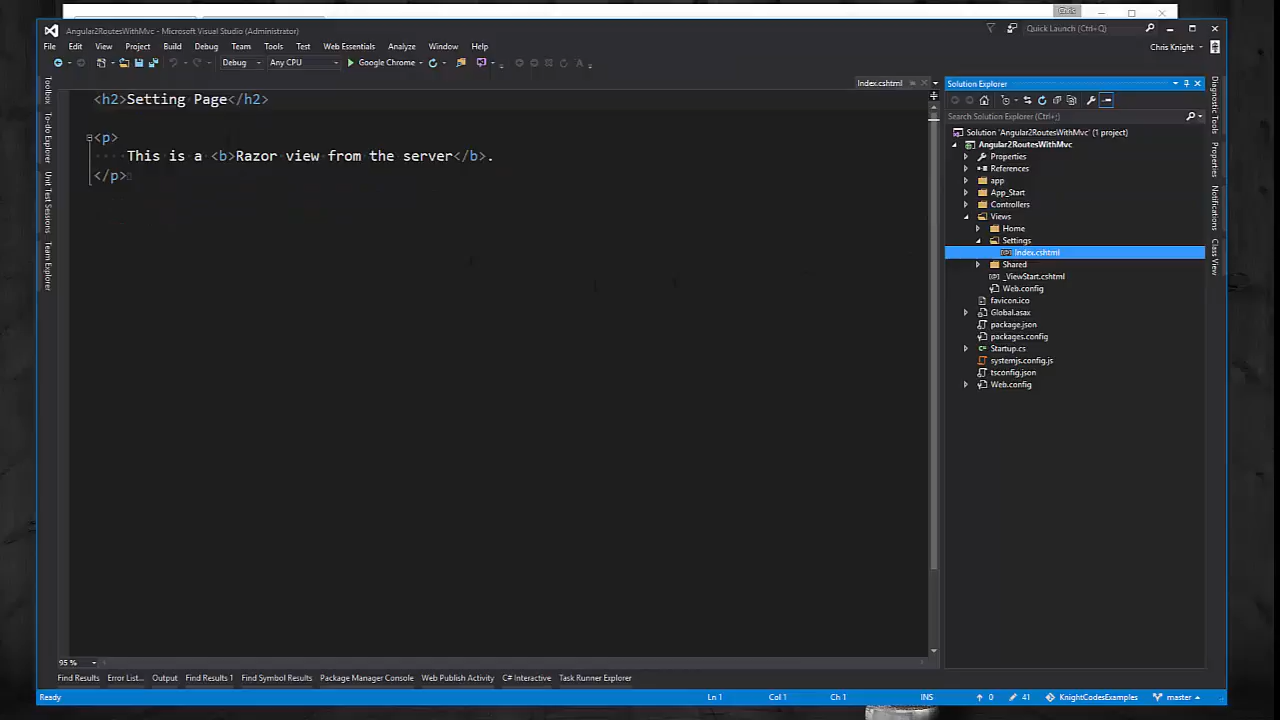 Chris
Angular2RoutesWithMvc - Microsoft Visual Studio (Administrator)
Quick Launch (Ctrl+Q)
File Edit View Project Build Debug Team Tools Test Web Essentials Analyze Window Help
Chris Knight
Debug Any CPU Google Chrome
Index.cshtml
Solution Explorer
Toolbox
To-do Explorer
Unit Test Sessions
Team Explorer
<h2>Setting Page</h2>
<p>
This is a <b>Razor view from the server</b>.
</p>
Search Solution Explorer (Ctrl+;)
Solution 'Angular2RoutesWithMvc' (1 project)
Angular2RoutesWithMvc
Properties
References
app
App_Start
Controllers
Views
Home
Settings
Index.cshtml
Shared
_ViewStart.cshtml
Web.config
favicon.ico
Global.asax
package.json
packages.config
Startup.cs
systemjs.config.js
tsconfig.json
Web.config
Diagnostic Tools
Properties
Notifications
Class View
95 %
Find Results Error List... Output Find Results 1 Find Symbol Results Package Manager Console Web Publish Activity C# Interactive Task Runner Explorer
Ready Ln 1 Col 1 Ch 1 INS 0 41 KnightCodesExamples master